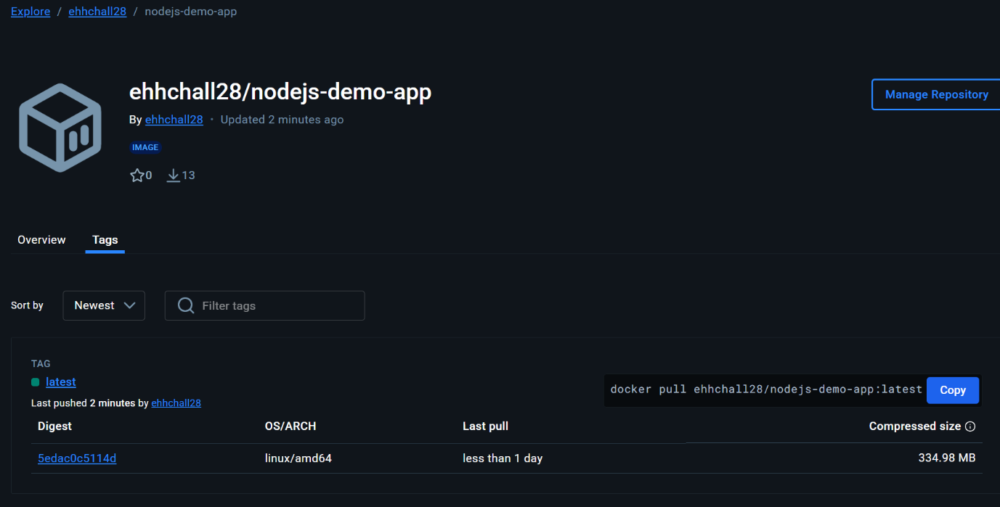 Explore / ehhchall28 / nodejs-demo-app
ehhchall28/nodejs-demo-app
Manage Repository
By ehhchall28 · Updated 2 minutes ago
IMAGE
0 13
Overview Tags
Sort by Newest Filter tags
TAG
latest
docker pull ehhchall28/nodejs-demo-app:latest Copy
Last pushed 2 minutes by ehhchall28
Digest OS/ARCH Last pull Compressed size
5edac0c5114d linux/amd64 less than 1 day 334.98 MB